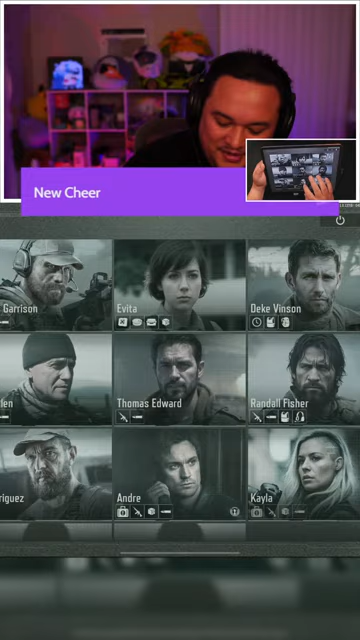 New Cheer
Garrison
Evita
Deke Vinson
Thomas Edward
Randall Fisher
Andre
Kayla